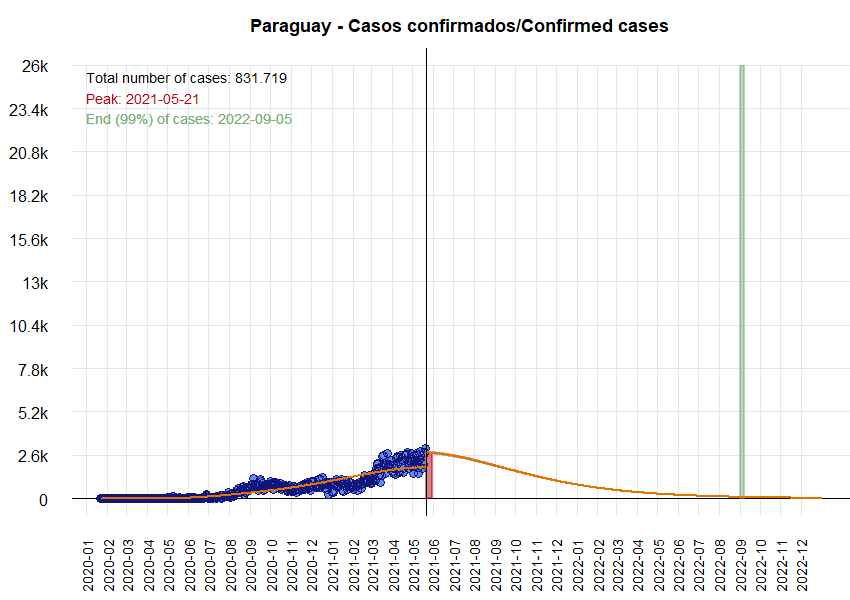 Paraguay - Casos confirmados/Confirmed cases
Total number of cases: 831.719
Peak: 2021-05-21
End (99%) of cases: 2022-09-05
26k
23.4k
20.8k
18.2k
15.6k
13k
10.4k
7.8k
5.2k
2.6k
0
2020-01
2020-02
2020-03
2020-04
2020-05
2020-06
2020-07
2020-08
2020-09
2020-10
2020-11
2020-12
2021-01
2021-02
2021-03
2021-04
2021-05
2021-06
2021-07
2021-08
2021-09
2021-10
2021-11
2021-12
2022-01
2022-02
2022-03
2022-04
2022-05
2022-06
2022-07
2022-08
2022-09
2022-10
2022-11
2022-12